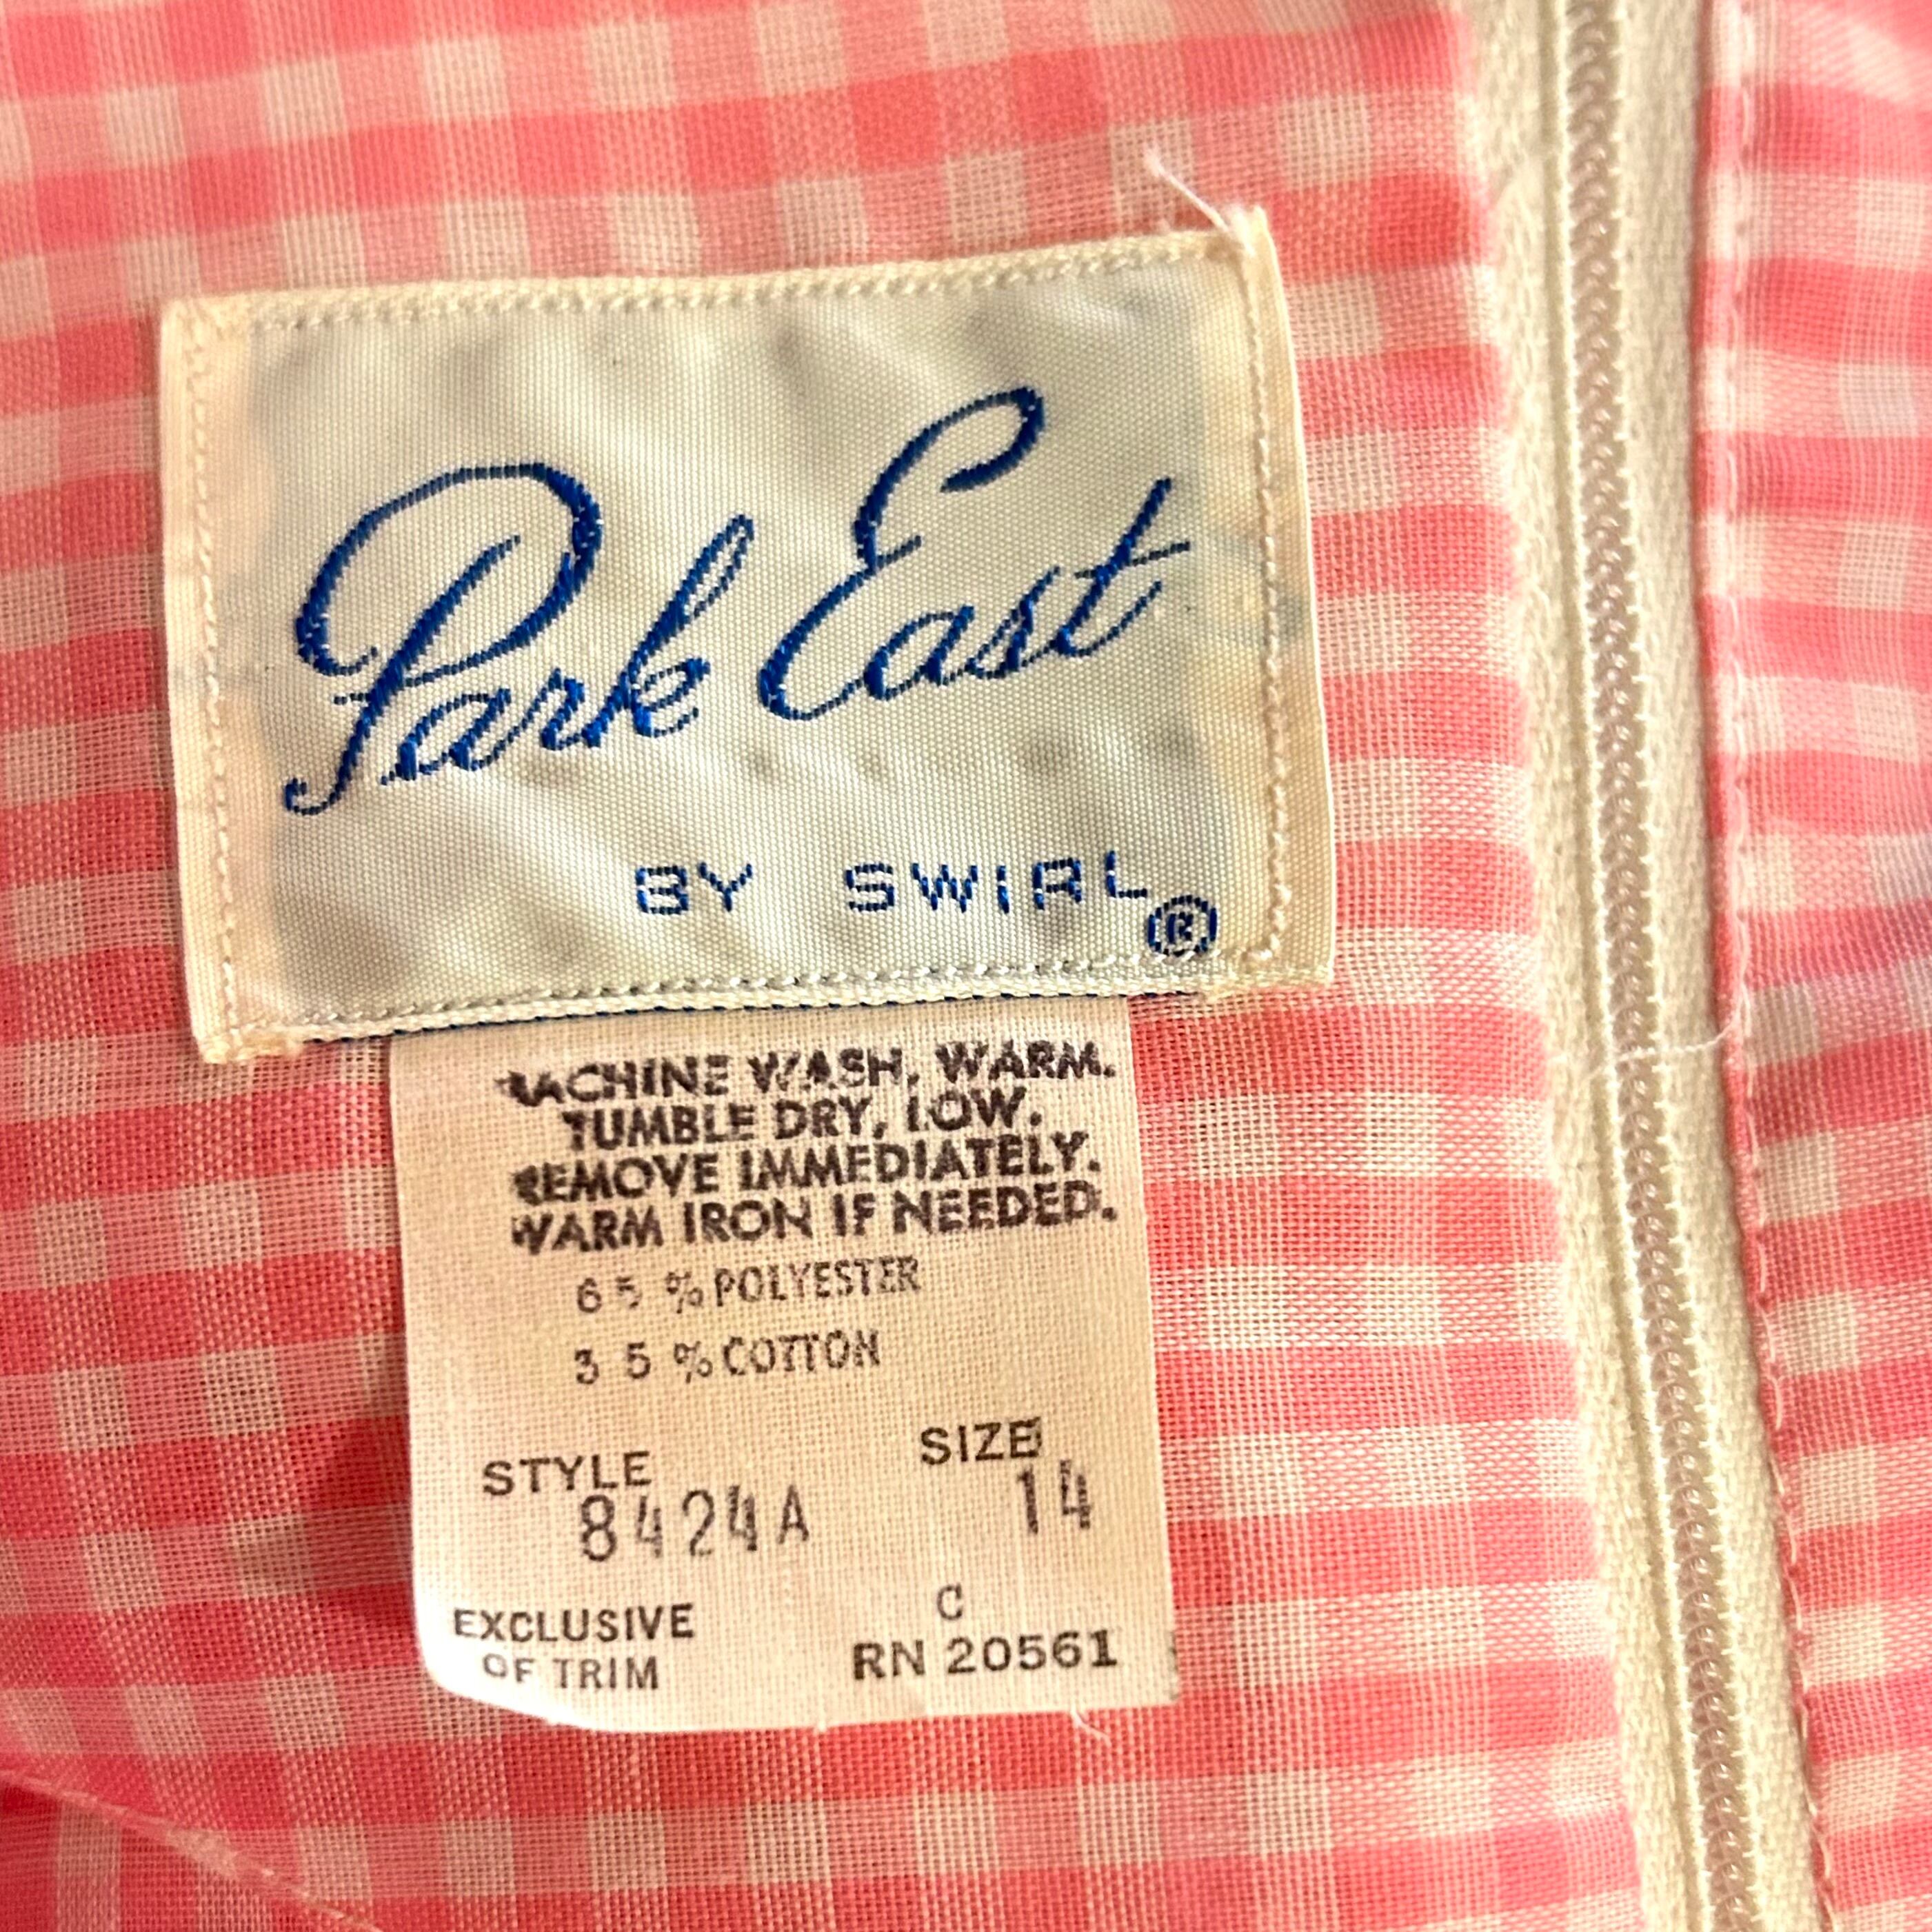 Park East
BY SWIRL®
MACHINE WASH, WARM.
TUMBLE DRY, LOW.
REMOVE IMMEDIATELY.
WARM IRON IF NEEDED.
65 % POLYESTER
35 % COTTON
STYLE SIZE
8424A 14
EXCLUSIVE C
OF TRIM RN 20561